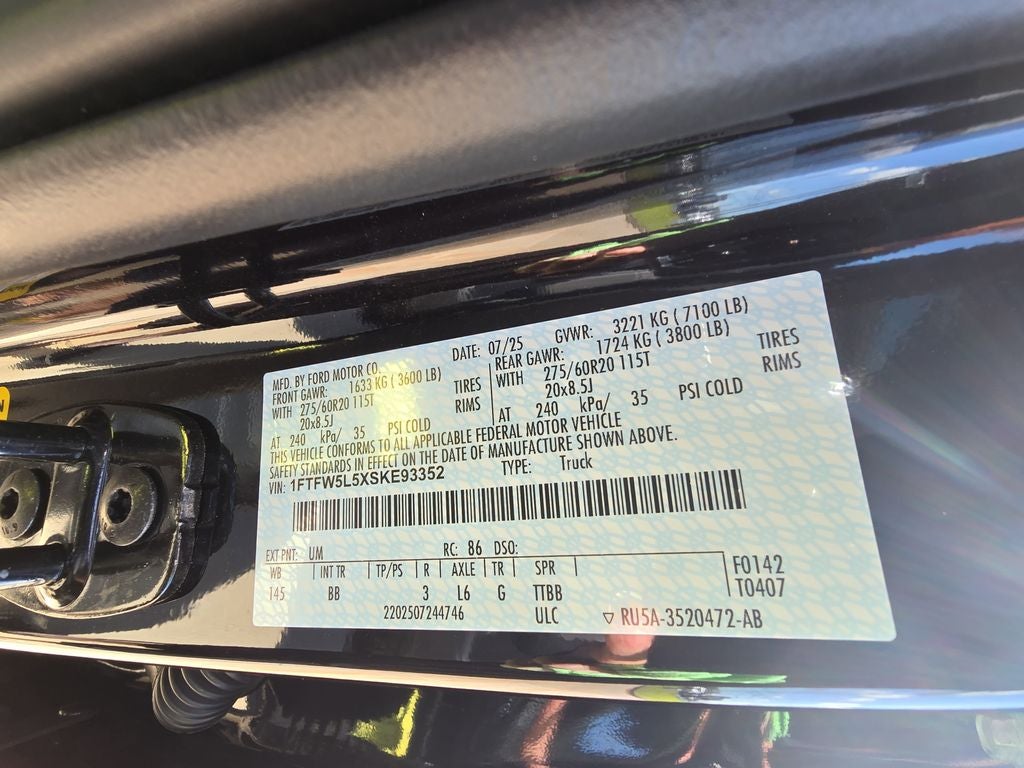 MFD. BY FORD MOTOR CO.
DATE: 07/25 GVWR: 3221 KG ( 7100 LB)
FRONT GAWR: 1633 KG ( 3600 LB)
WITH 275/60R20 115T TIRES
20x8.5J RIMS
AT 240 kPa/ 35 PSI COLD
REAR GAWR: 1724 KG ( 3800 LB)
WITH 275/60R20 115T TIRES
20x8.5J RIMS
AT 240 kPa/ 35 PSI COLD
THIS VEHICLE CONFORMS TO ALL APPLICABLE FEDERAL MOTOR VEHICLE
SAFETY STANDARDS IN EFFECT ON THE DATE OF MANUFACTURE SHOWN ABOVE.
VIN: 1FTFW5L5XSKE93352 TYPE: Truck
EXT PNT: UM RC: 86 DSO:
WB INT TR TP/PS R AXLE TR SPR
145 BB 3 L6 G TTBB
F0142
T0407
2202507244746 ULC ▽ RU5A-3520472-AB